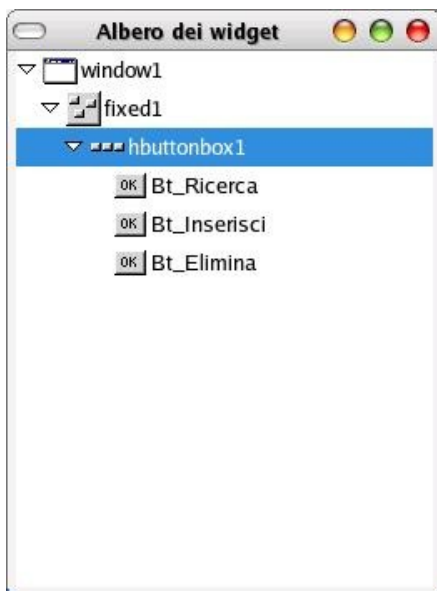 Albero dei widget
window1
fixed1
hbuttonbox1
OK Bt_Ricerca
OK Bt_Inserisci
OK Bt_Elimina